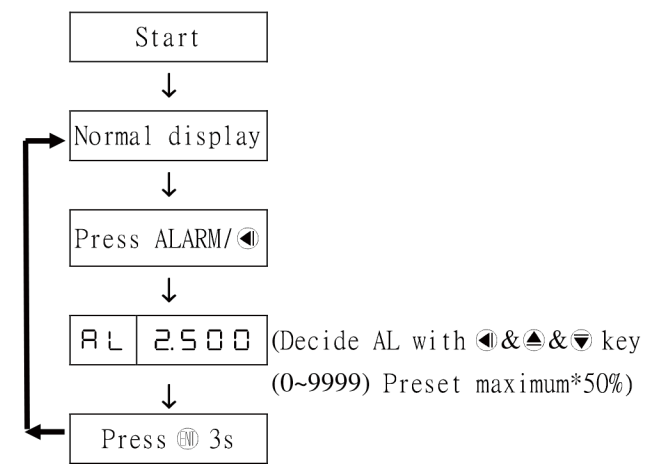 Start
↓
Normal display
↓
Press ALARM/◀
↓
AL 2.500 (Decide AL with ◀&▲&▼ key
(0~9999) Preset maximum*50%)
↓
Press ENT 3s